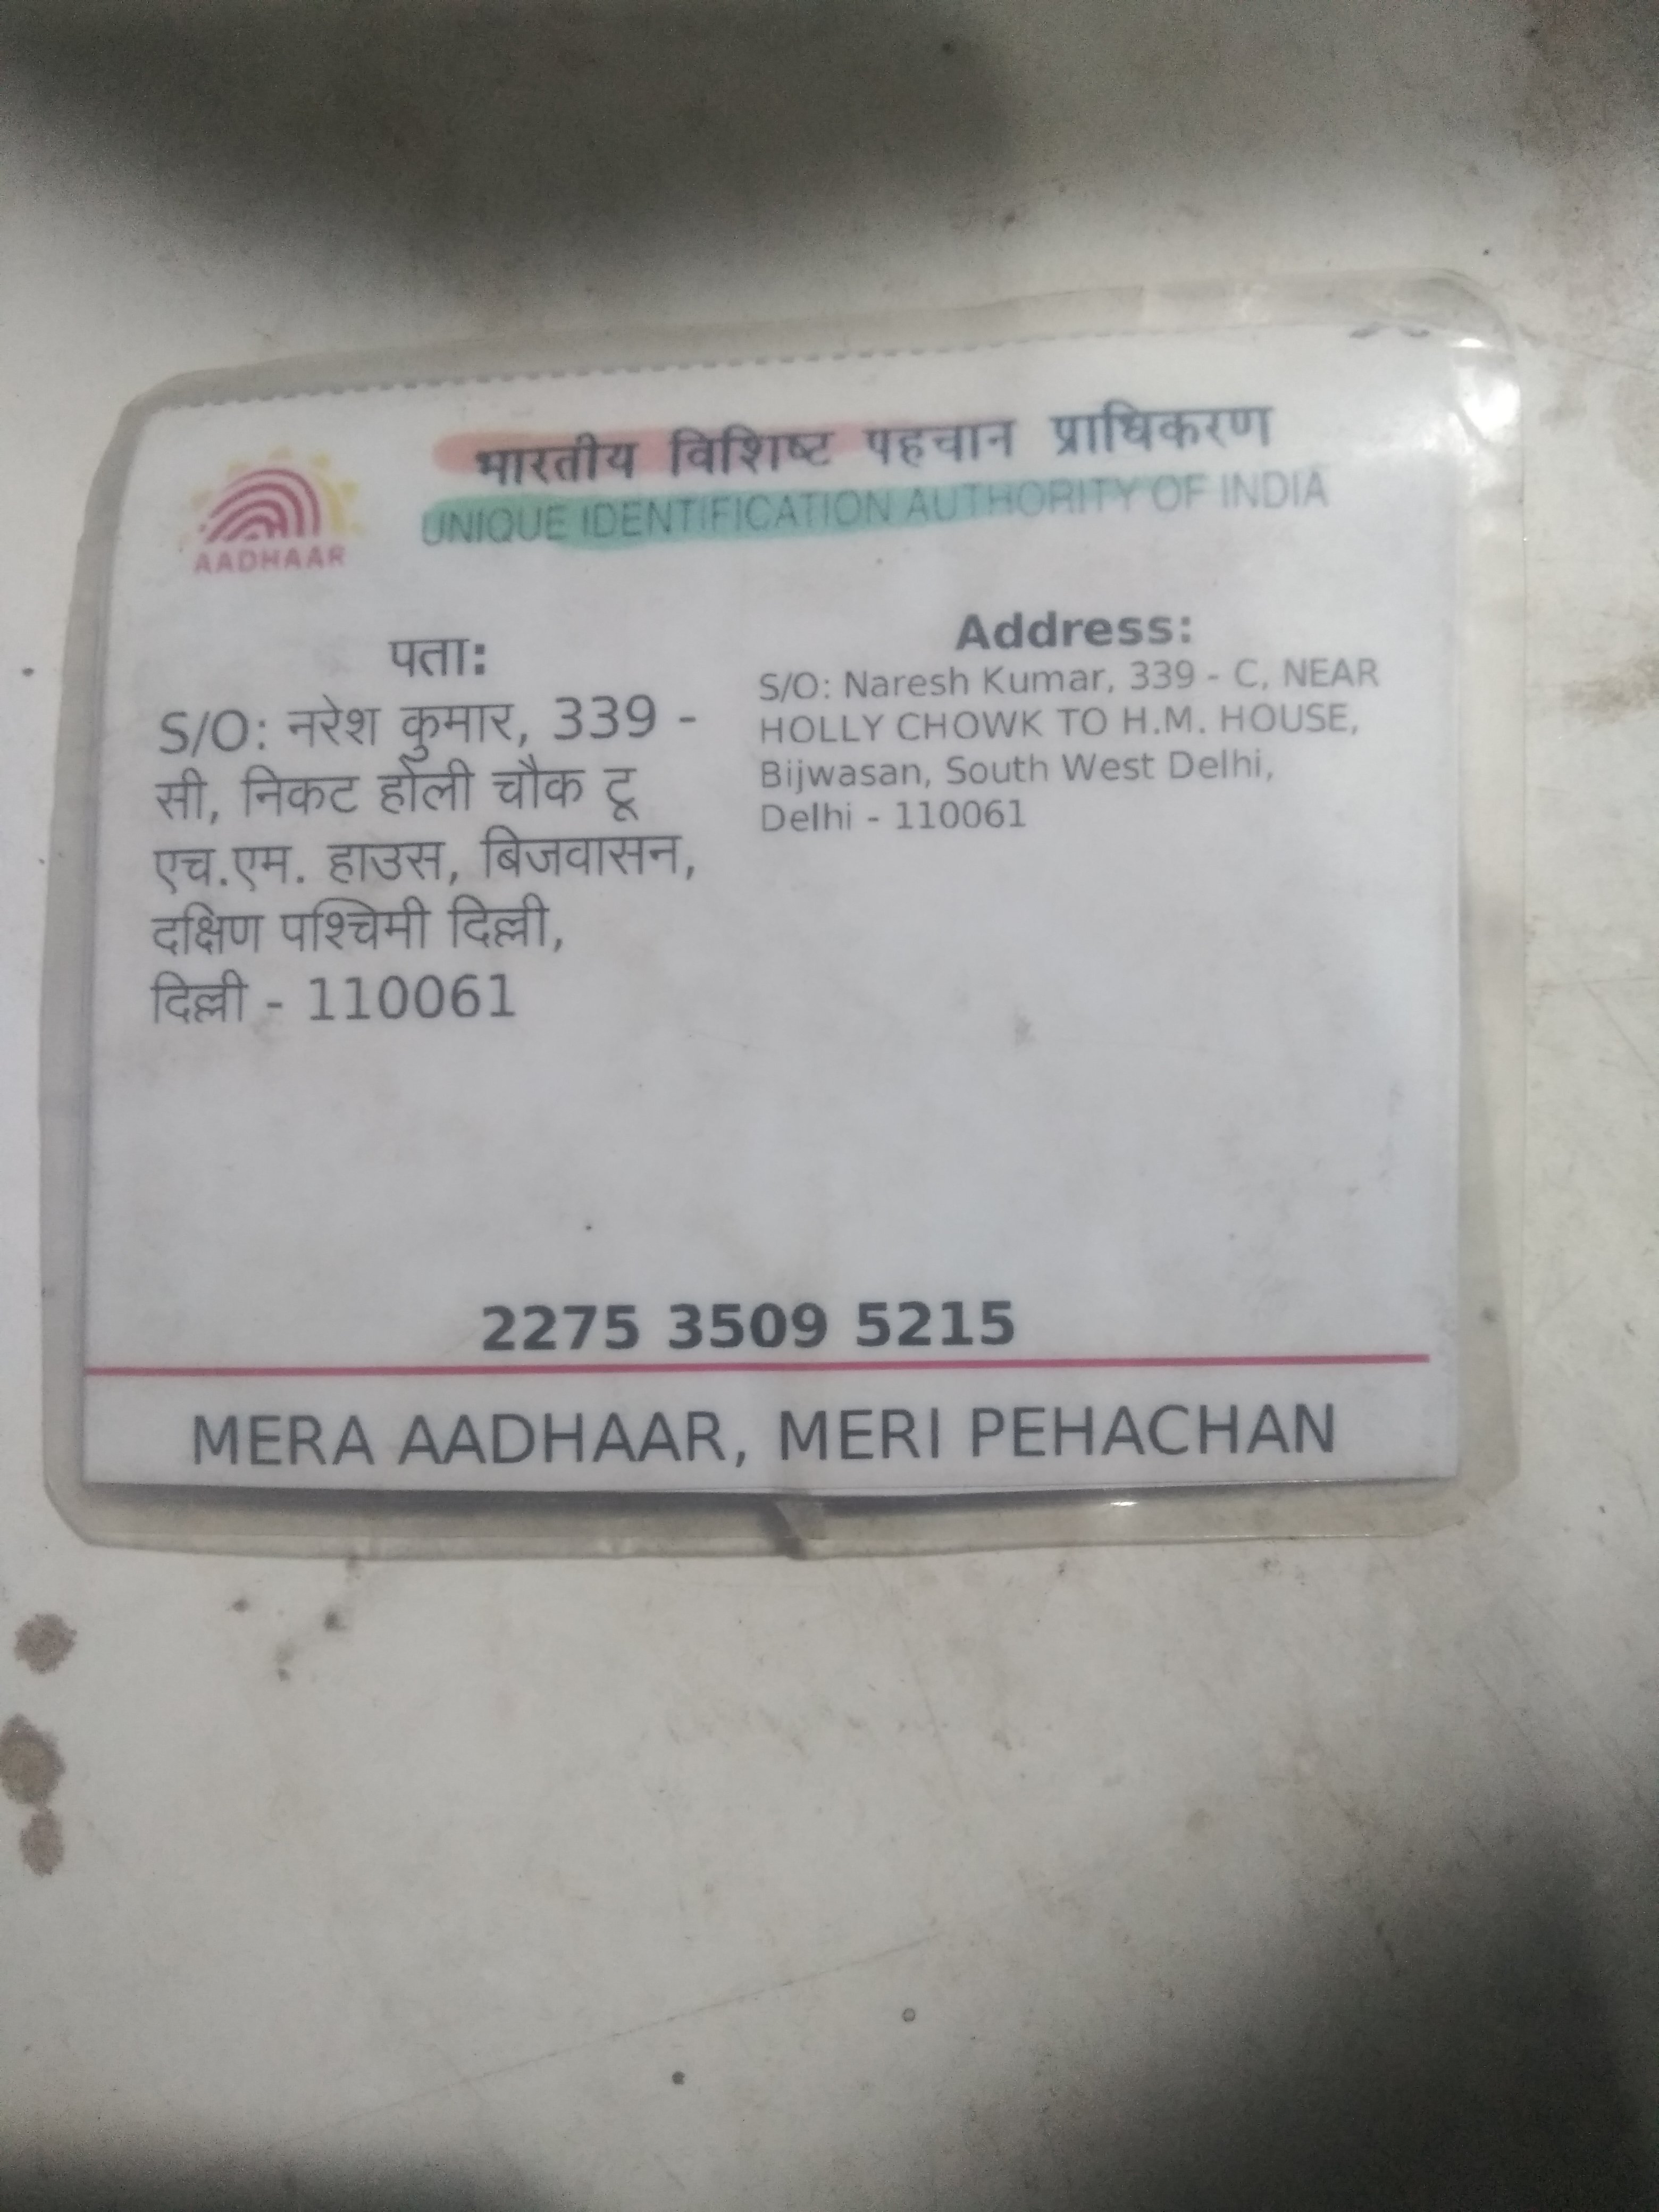 भारतीय विशिष्ट पहचान प्राधिकरण
UNIQUE IDENTIFICATION AUTHORITY OF INDIA
AADHAAR
पता:
S/O: नरेश कुमार, 339 -
सी, निकट होली चौक टू
एच.एम. हाउस, बिजवासन,
दक्षिण पश्चिमी दिल्ली,
दिल्ली - 110061
Address:
S/O: Naresh Kumar, 339 - C, NEAR
HOLLY CHOWK TO H.M. HOUSE,
Bijwasan, South West Delhi,
Delhi - 110061
2275 3509 5215
MERA AADHAAR, MERI PEHACHAN